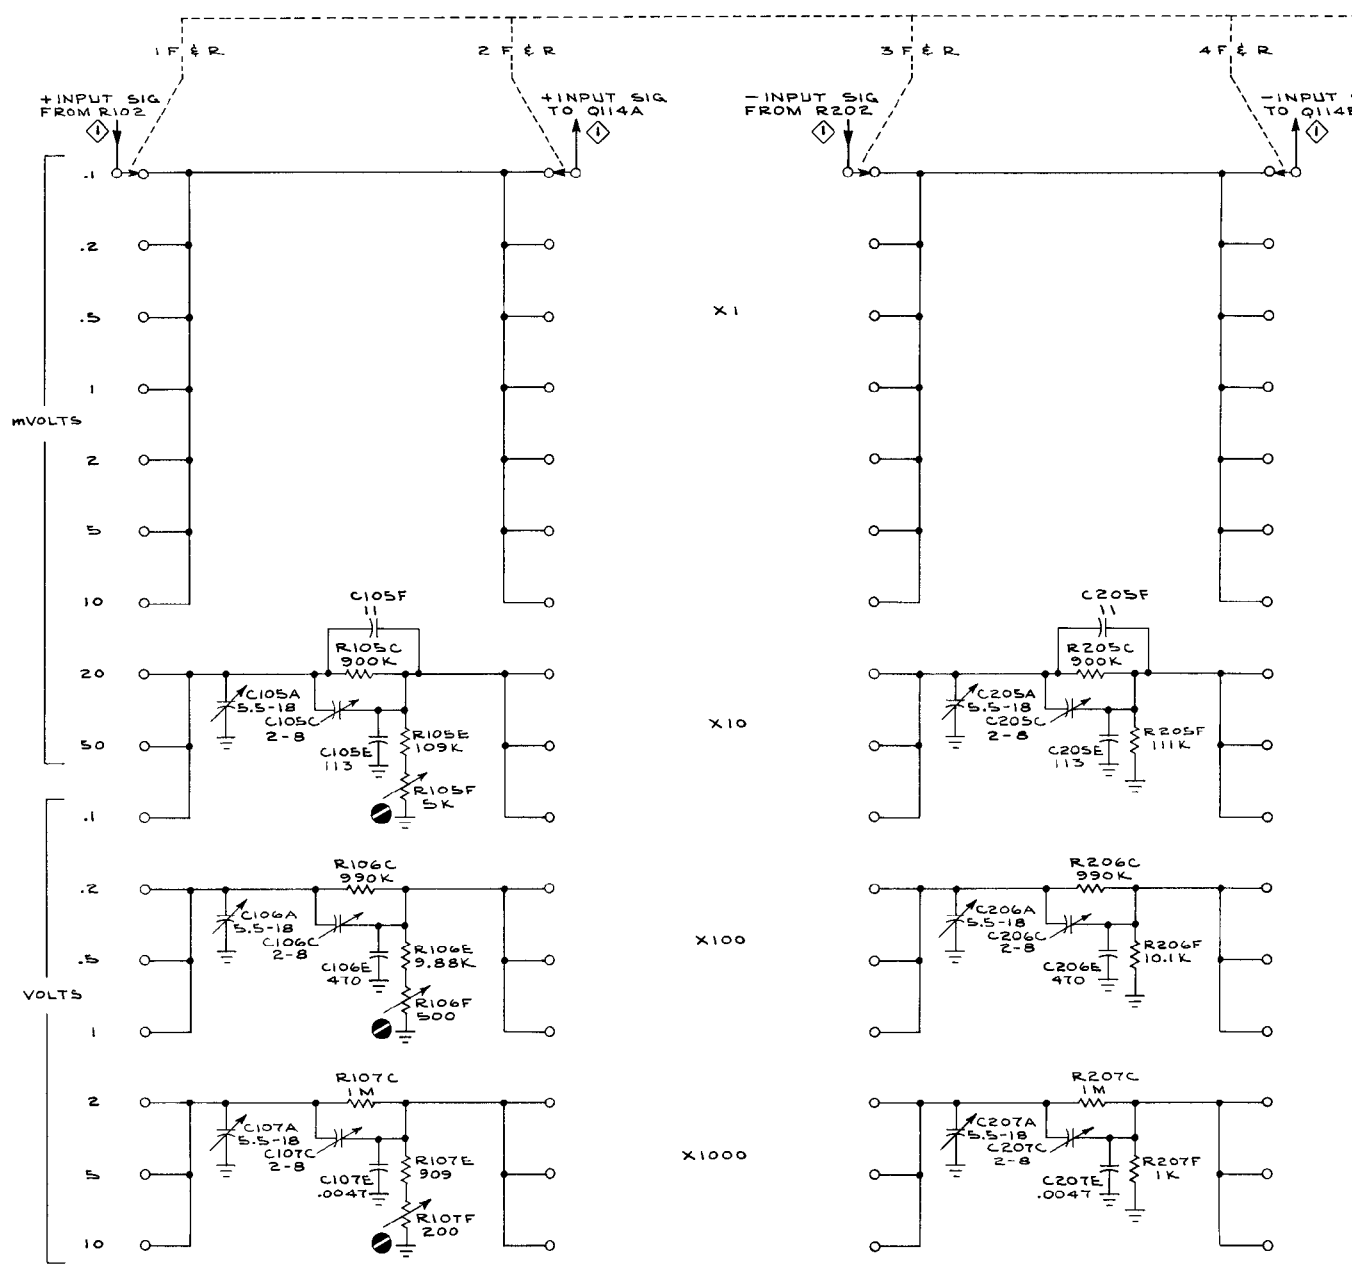 1 F & R
2 F & R
3 F & R
4 F & R
+INPUT SIG
FROM R102
1
+INPUT SIG
TO Q114A
1
-INPUT SIG
FROM R202
1
-INPUT
TO Q114
1
.1
.2
.5
X1
1
mVOLTS
2
5
10
C105F
11
R105C
900K
C205F
11
R205C
900K
20
C105A
5.5-18
C105C
2-8
C105E
113
R105E
109K
R105F
5K
X10
C205A
5.5-18
C205C
2-8
C205E
113
R205F
111K
50
.1
R106C
990K
R206C
990K
.2
C106A
5.5-18
C106C
2-8
C106E
470
R106E
9.88K
R106F
500
X100
C206A
5.5-18
C206C
2-8
C206E
470
R206F
10.1K
.5
VOLTS
1
R107C
1M
R207C
1M
2
C107A
5.5-18
C107C
2-8
C107E
.0047
R107E
909
R107F
200
X1000
C207A
5.5-18
C207C
2-8
C207E
.0047
R207F
1K
5
10